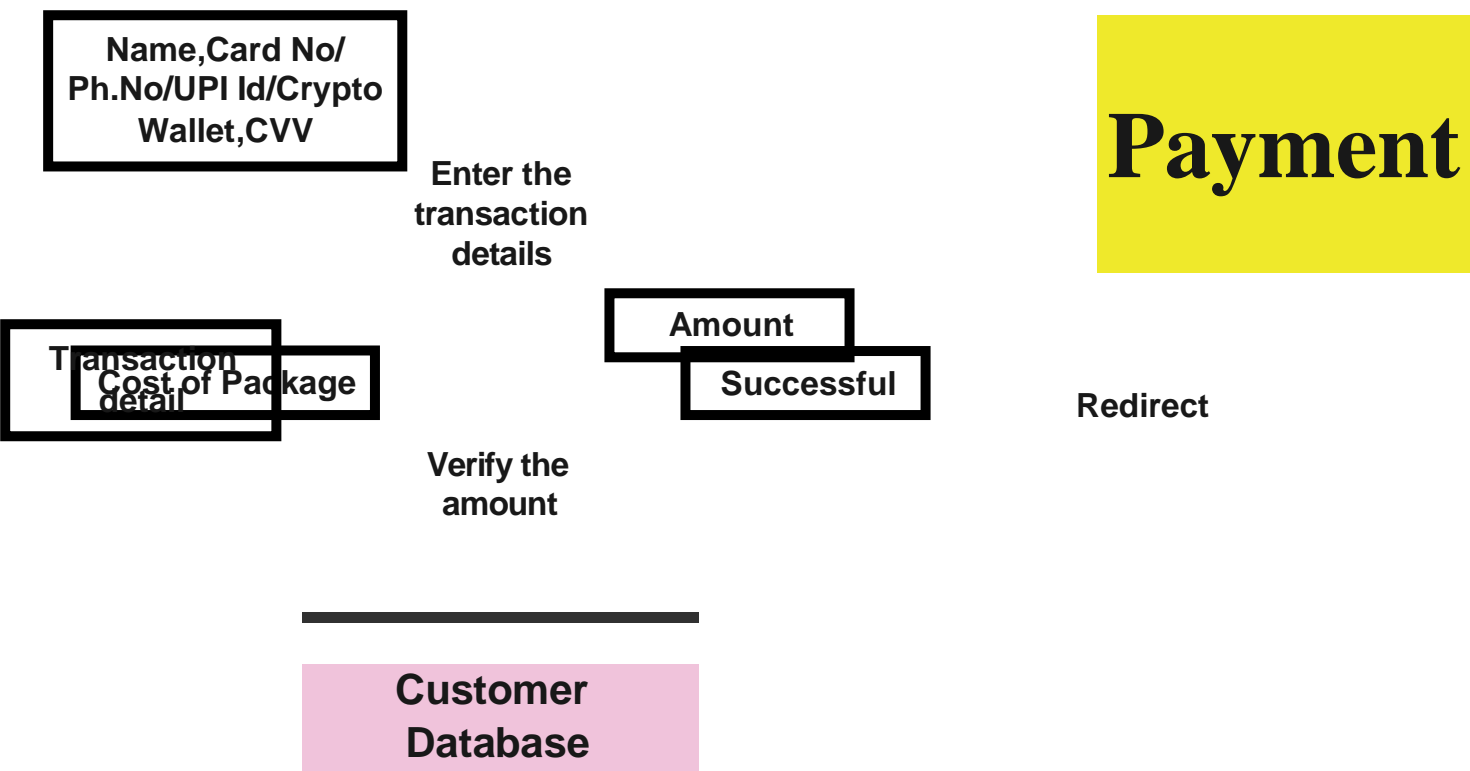 Name,Card No/
Ph.No/UPI Id/Crypto
Wallet,CVV
Payment
Enter the
transaction
details
Amount
Transaction
detail
Cost of Package
Successful
Redirect
Verify the
amount
Customer
Database